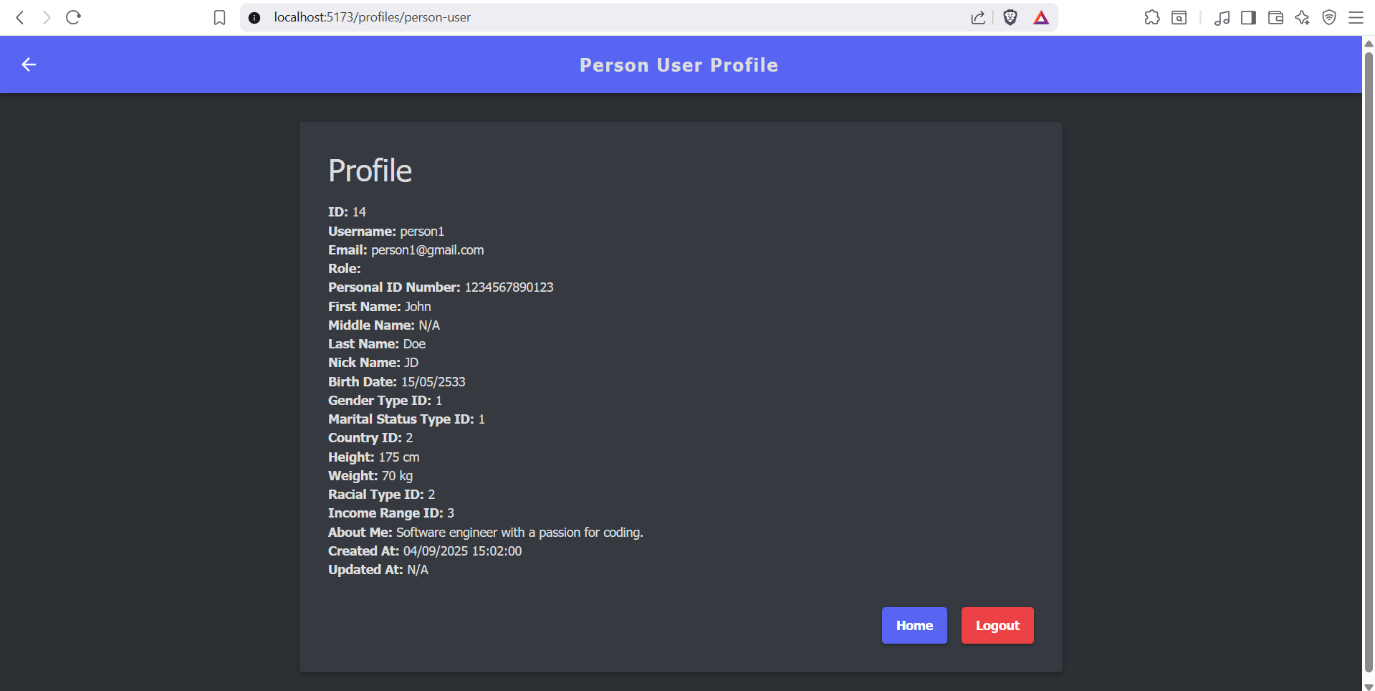 localhost:5173/profiles/person-user
Person User Profile
Profile
ID: 14
Username: person1
Email: person1@gmail.com
Role:
Personal ID Number: 1234567890123
First Name: John
Middle Name: N/A
Last Name: Doe
Nick Name: JD
Birth Date: 15/05/2533
Gender Type ID: 1
Marital Status Type ID: 1
Country ID: 2
Height: 175 cm
Weight: 70 kg
Racial Type ID: 2
Income Range ID: 3
About Me: Software engineer with a passion for coding.
Created At: 04/09/2025 15:02:00
Updated At: N/A
Home Logout